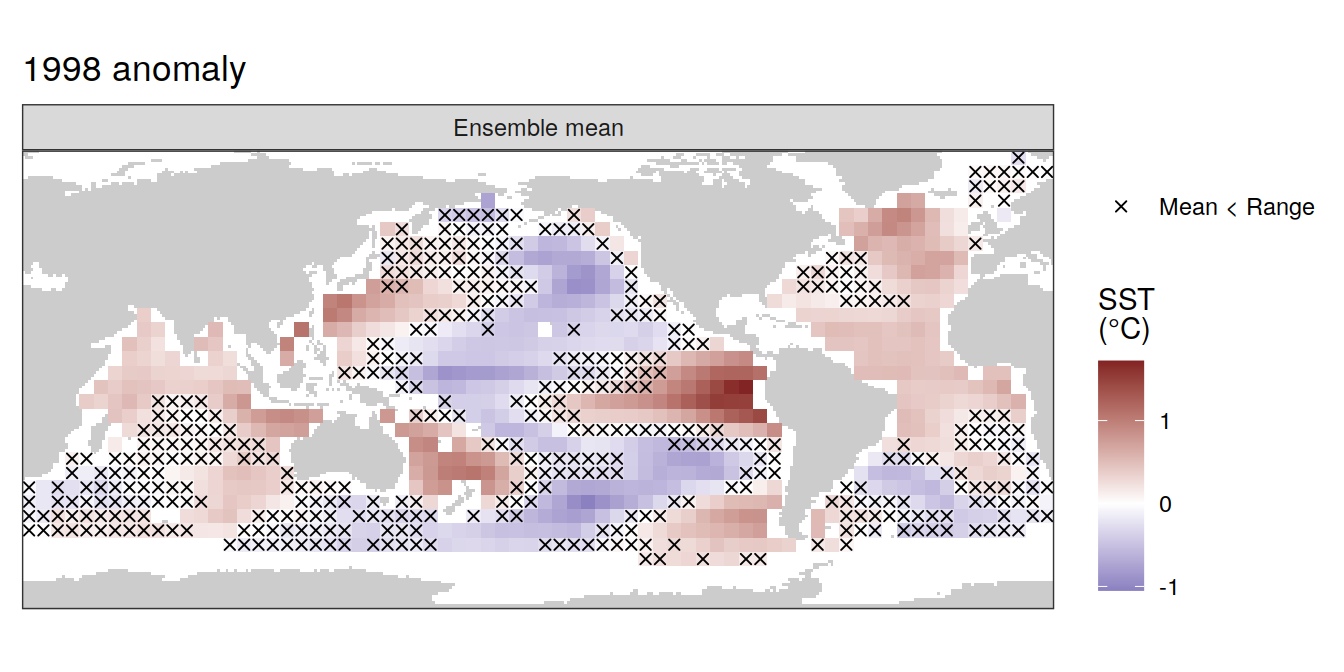 1998 anomaly
Ensemble mean
× Mean < Range
SST
(°C)
1
0
-1